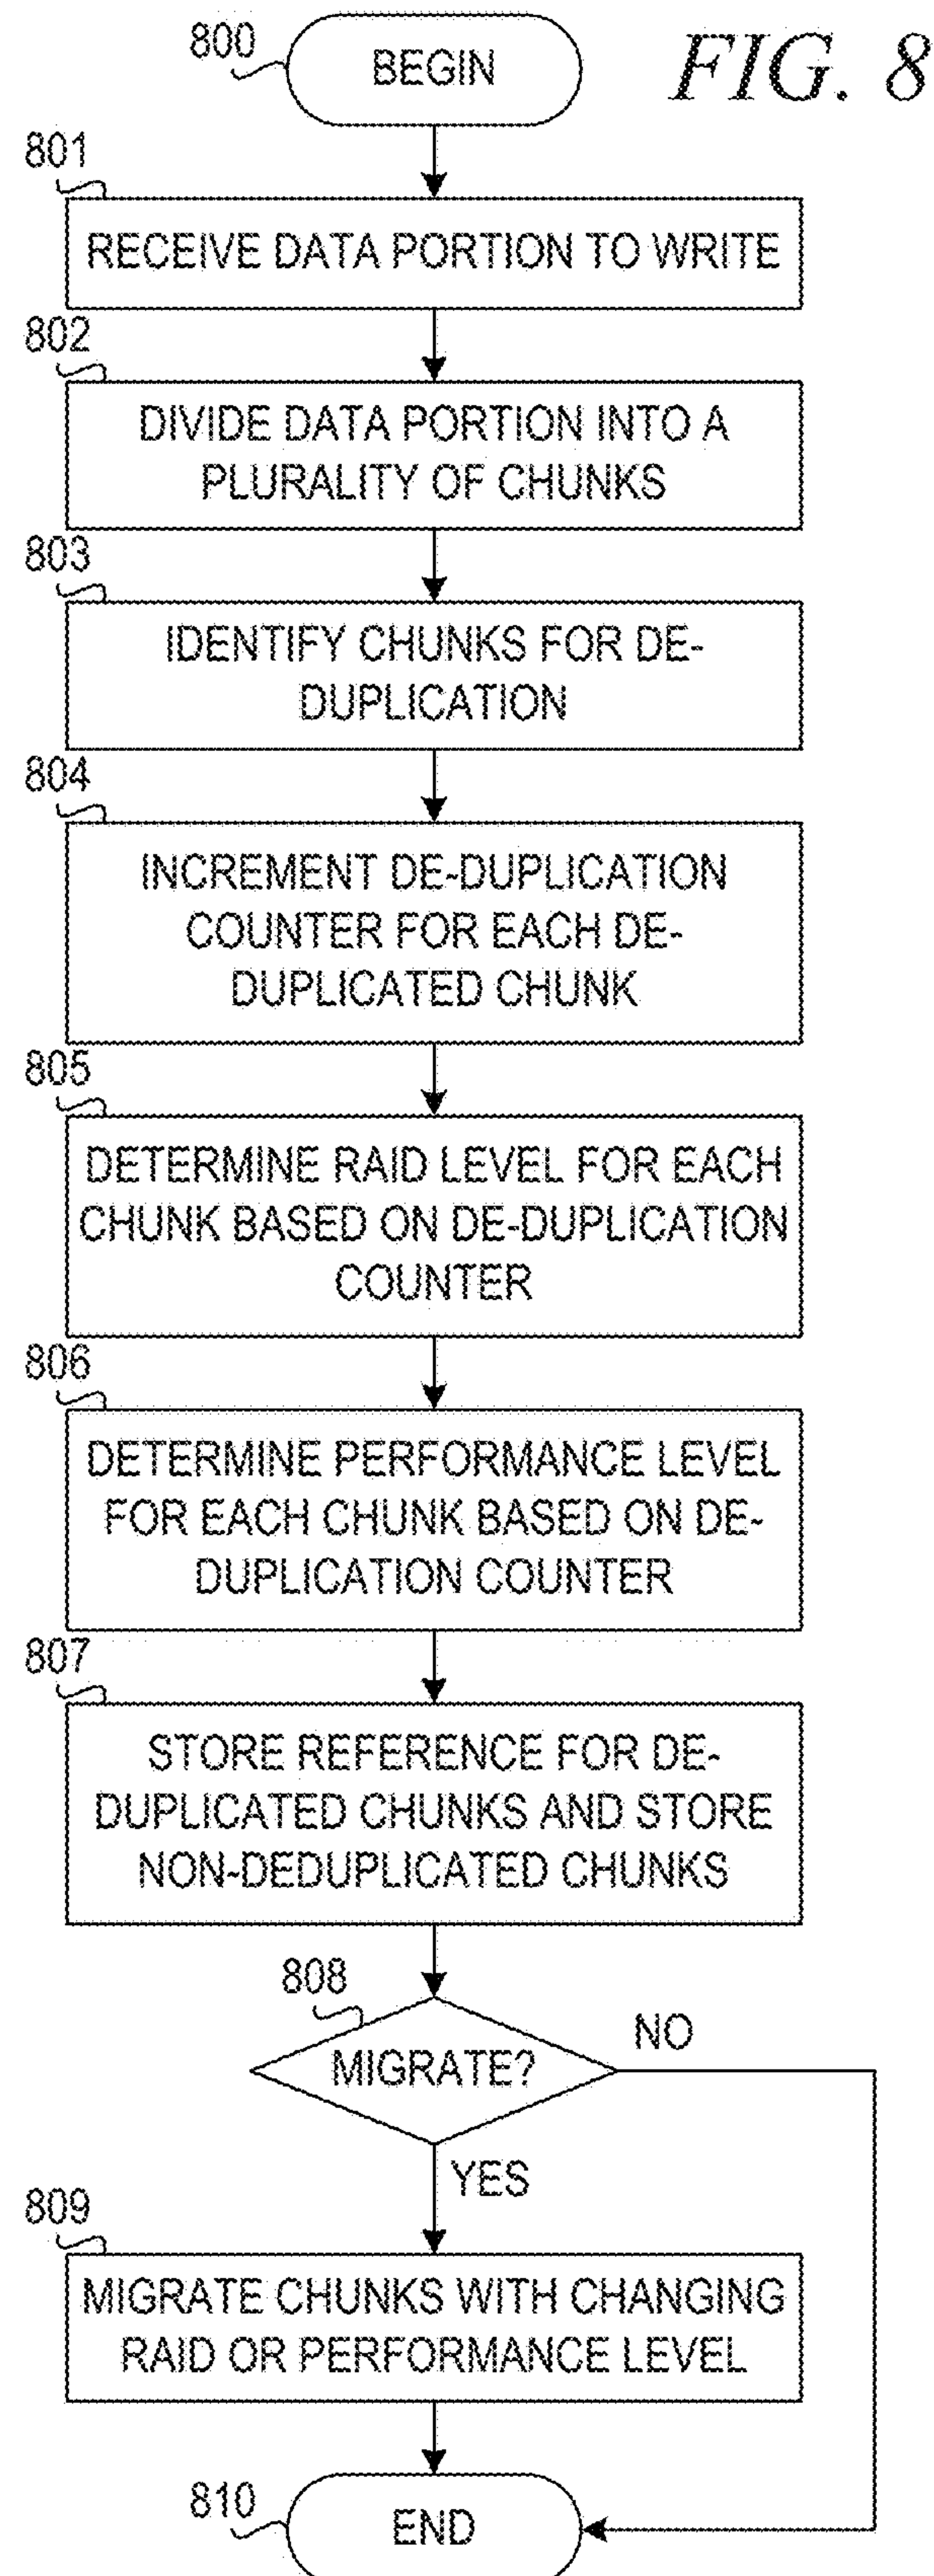 800
BEGIN
FIG. 8
801
RECEIVE DATA PORTION TO WRITE
802
DIVIDE DATA PORTION INTO A
PLURALITY OF CHUNKS
803
IDENTIFY CHUNKS FOR DE-
DUPLICATION
804
INCREMENT DE-DUPLICATION
COUNTER FOR EACH DE-
DUPLICATED CHUNK
805
DETERMINE RAID LEVEL FOR EACH
CHUNK BASED ON DE-DUPLICATION
COUNTER
806
DETERMINE PERFORMANCE LEVEL
FOR EACH CHUNK BASED ON DE-
DUPLICATION COUNTER
807
STORE REFERENCE FOR DE-
DUPLICATED CHUNKS AND STORE
NON-DEDUPLICATED CHUNKS
808
MIGRATE?
NO
YES
809
MIGRATE CHUNKS WITH CHANGING
RAID OR PERFORMANCE LEVEL
810
END